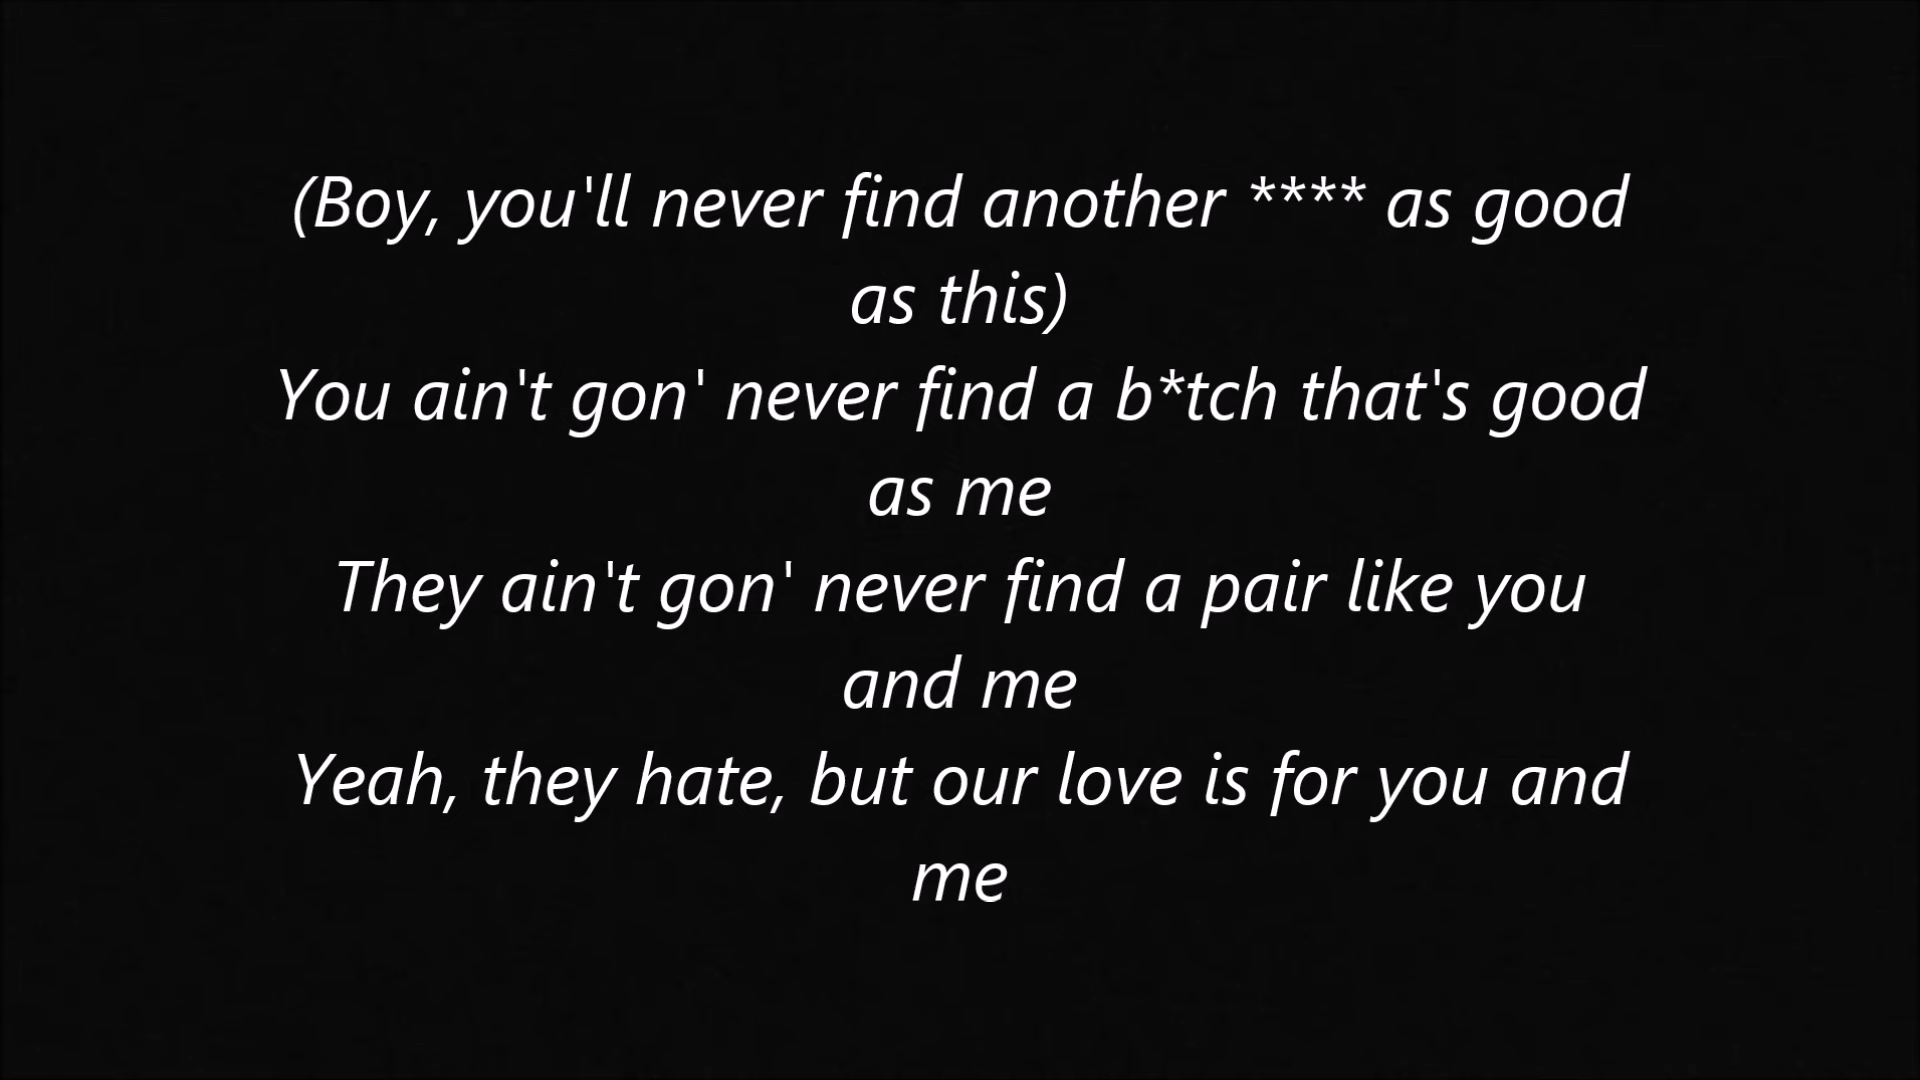 (Boy, you'll never find another **** as good
as this)
You ain't gon' never find a b*tch that's good
as me
They ain't gon' never find a pair like you
and me
Yeah, they hate, but our love is for you and
me